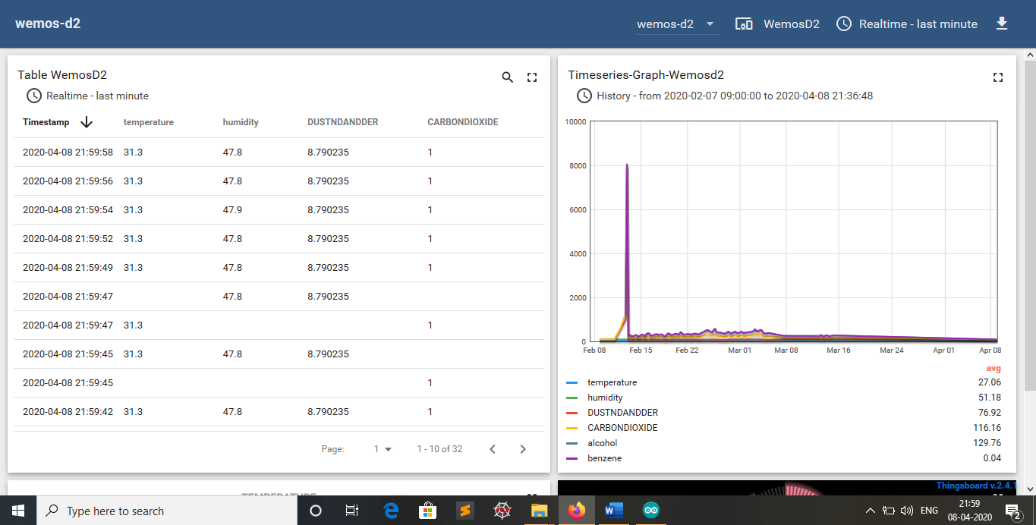 wemos-d2
wemos-d2 WemosD2 Realtime - last minute
Table WemosD2
Realtime - last minute
Timestamp temperature humidity DUSTNDANDDER CARBONDIOXIDE
2020-04-08 21:59:58 31.3 47.8 8.790235 1
2020-04-08 21:59:56 31.3 47.8 8.790235 1
2020-04-08 21:59:54 31.3 47.9 8.790235 1
2020-04-08 21:59:52 31.3 47.8 8.790235 1
2020-04-08 21:59:49 31.3 47.8 8.790235 1
2020-04-08 21:59:47 47.8 8.790235
2020-04-08 21:59:47 31.3 1
2020-04-08 21:59:45 31.3 47.8 8.790235
2020-04-08 21:59:45 1
2020-04-08 21:59:42 31.3 47.8 8.790235 1
Page: 1 1 - 10 of 32
Timeseries-Graph-Wemosd2
History - from 2020-02-07 09:00:00 to 2020-04-08 21:36:48
10000
8000
6000
4000
2000
0
Feb 08 Feb 15 Feb 22 Mar 01 Mar 08 Mar 16 Mar 24 Apr 01 Apr 08
avg
temperature 27.06
humidity 51.18
DUSTNDANDDER 76.92
CARBONDIOXIDE 116.16
alcohol 129.76
benzene 0.04
TEMPERATURE
Thingsboard v.2.4.1
Type here to search
W
ENG
21:59
08-04-2020
2